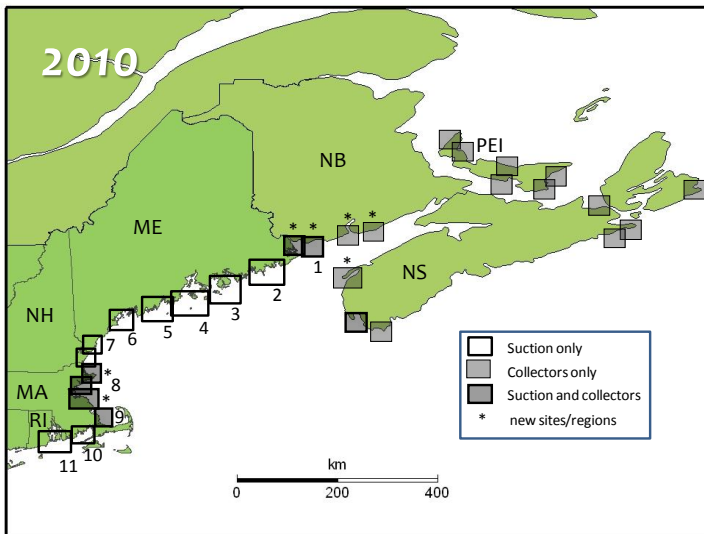 2010
PEI
NB
ME
* * * *
1
*
NS
2
3
4
5
6
NH
7
*
8
MA
*
RI
9
10
11
Suction only
Collectors only
Suction and collectors
* new sites/regions
km
0 200 400